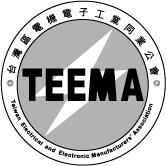 台灣區電機電子工業同業公會
TEEMA
Taiwan Electrical and Electronic Manufacturers' Association